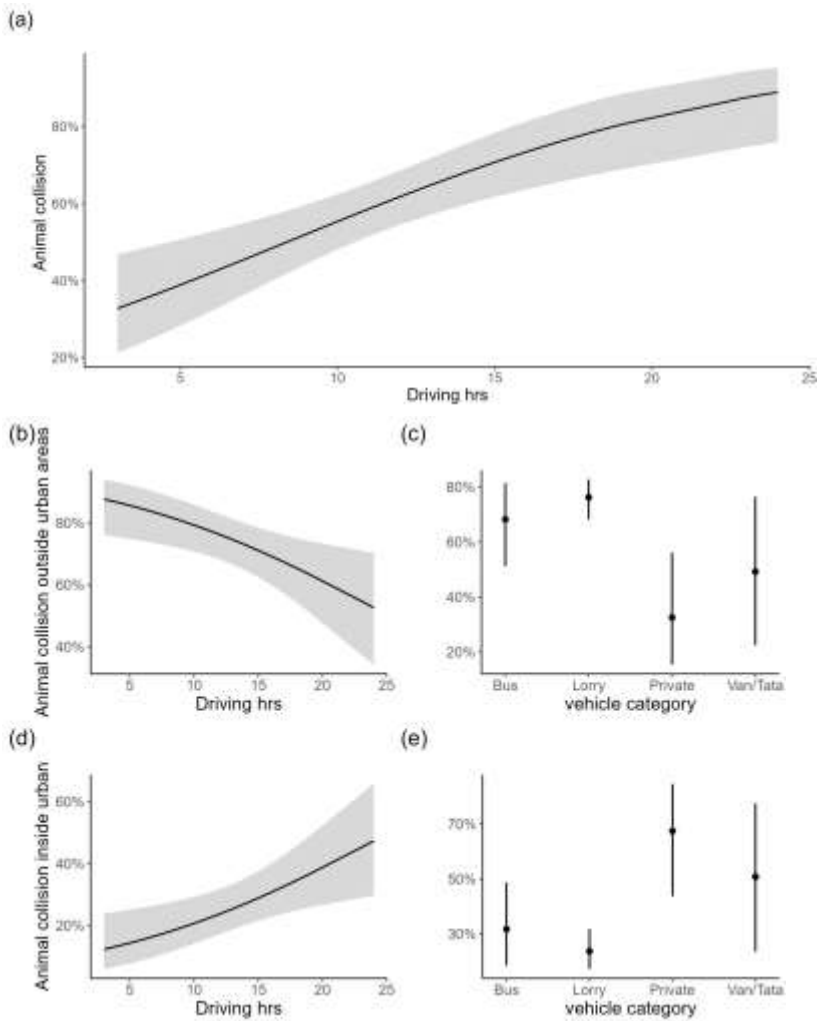 (a)
Animal collision
80%
60%
40%
20%
5 10 15 20 25
Driving hrs
(b)
Animal collision outside urban areas
80%
60%
40%
5 10 15 20 25
Driving hrs
(c)
80%
60%
40%
20%
Bus Lorry Private Van/Tata
vehicle category
(d)
Animal collision inside urban
60%
40%
20%
5 10 15 20 25
Driving hrs
(e)
70%
50%
30%
Bus Lorry Private Van/Tata
vehicle category